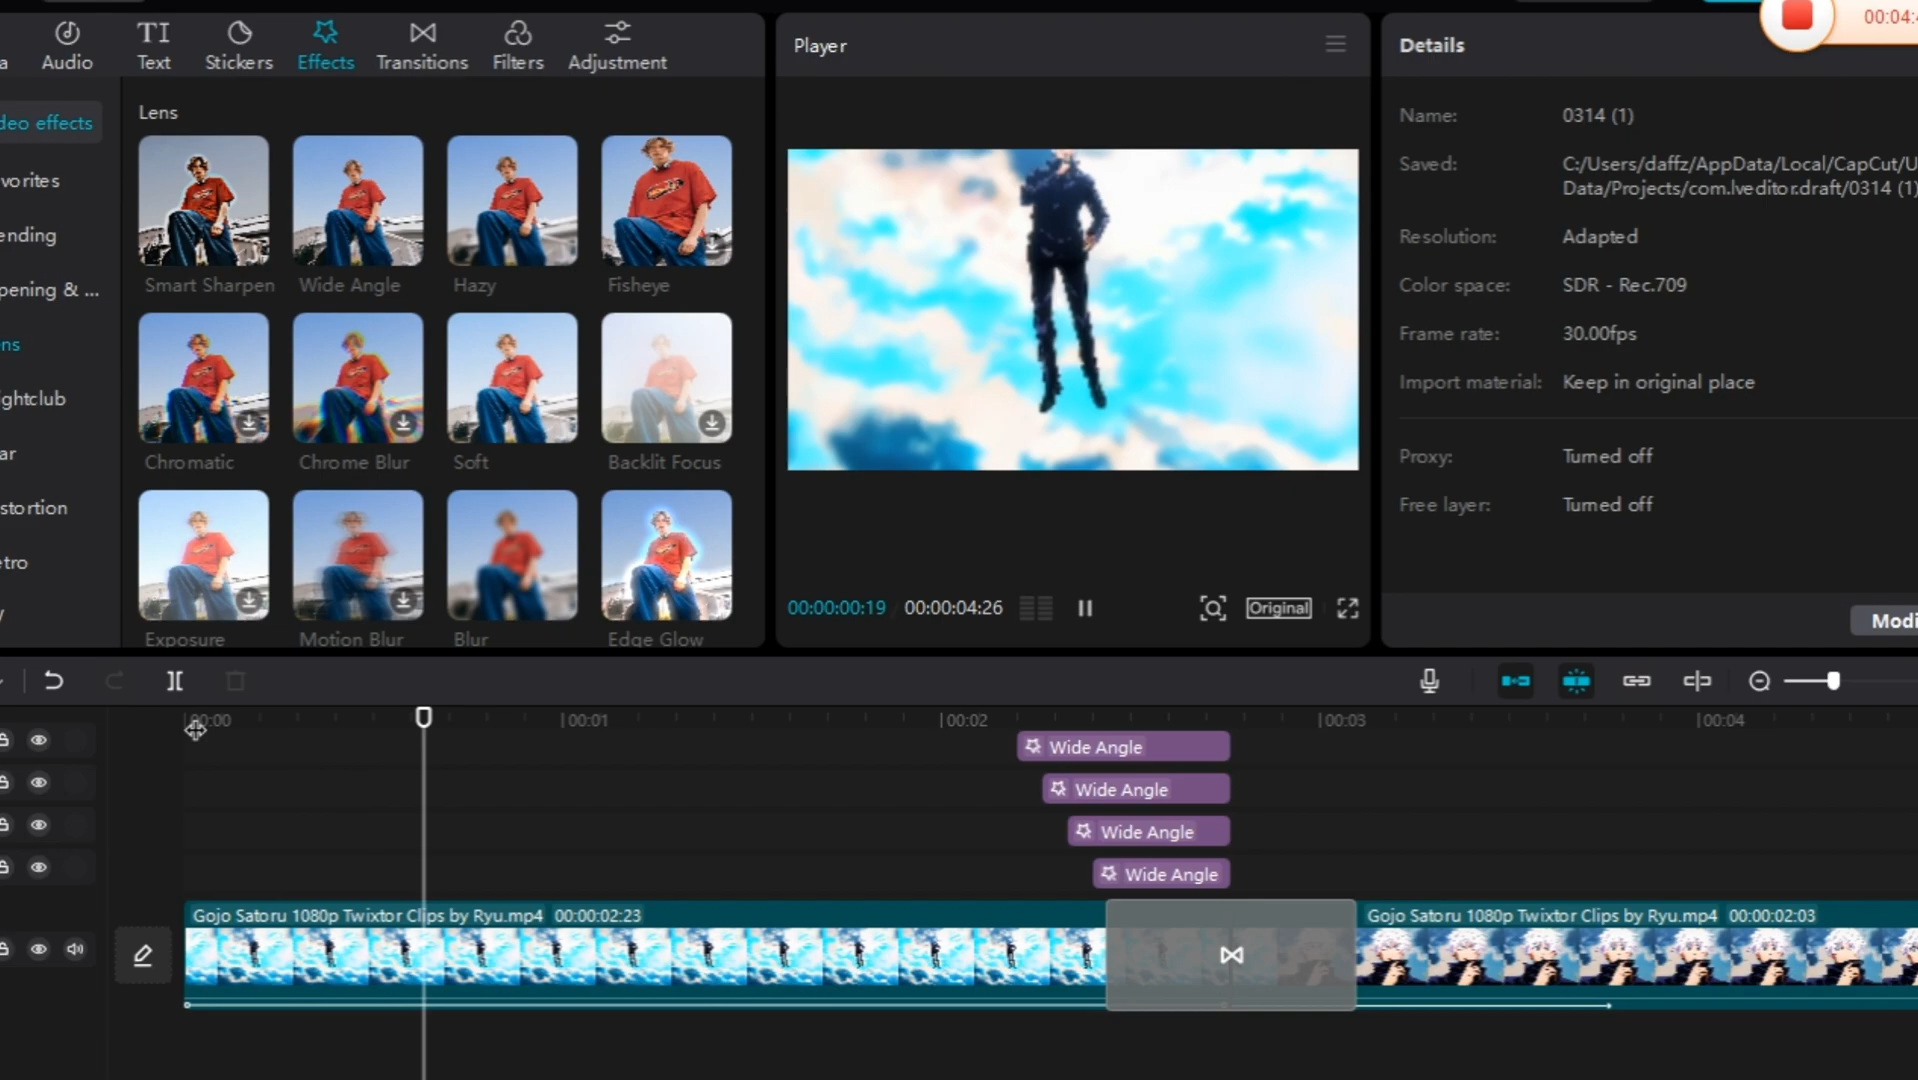 00:04:
a
Audio
TI
Text
Stickers
Effects
Transitions
Filters
Adjustment
deo effects
vorites
ending
pening & ...
ns
ightclub
ar
stortion
etro
Lens
Smart Sharpen
Wide Angle
Hazy
Fisheye
Chromatic
Chrome Blur
Soft
Backlit Focus
Exposure
Motion Blur
Blur
Edge Glow
Player
00:00:00:19
00:00:04:26
Original
Details
Name: 0314 (1)
Saved: C:/Users/daffz/AppData/Local/CapCut/U
Data/Projects/com.lveditor.draft/0314 (1)
Resolution: Adapted
Color space: SDR - Rec.709
Frame rate: 30.00fps
Import material: Keep in original place
Proxy: Turned off
Free layer: Turned off
Modi
00:00
00:01
00:02
00:03
00:04
Wide Angle
Wide Angle
Wide Angle
Wide Angle
Gojo Satoru 1080p Twixtor Clips by Ryu.mp4 00:00:02:23
Gojo Satoru 1080p Twixtor Clips by Ryu.mp4 00:00:02:03